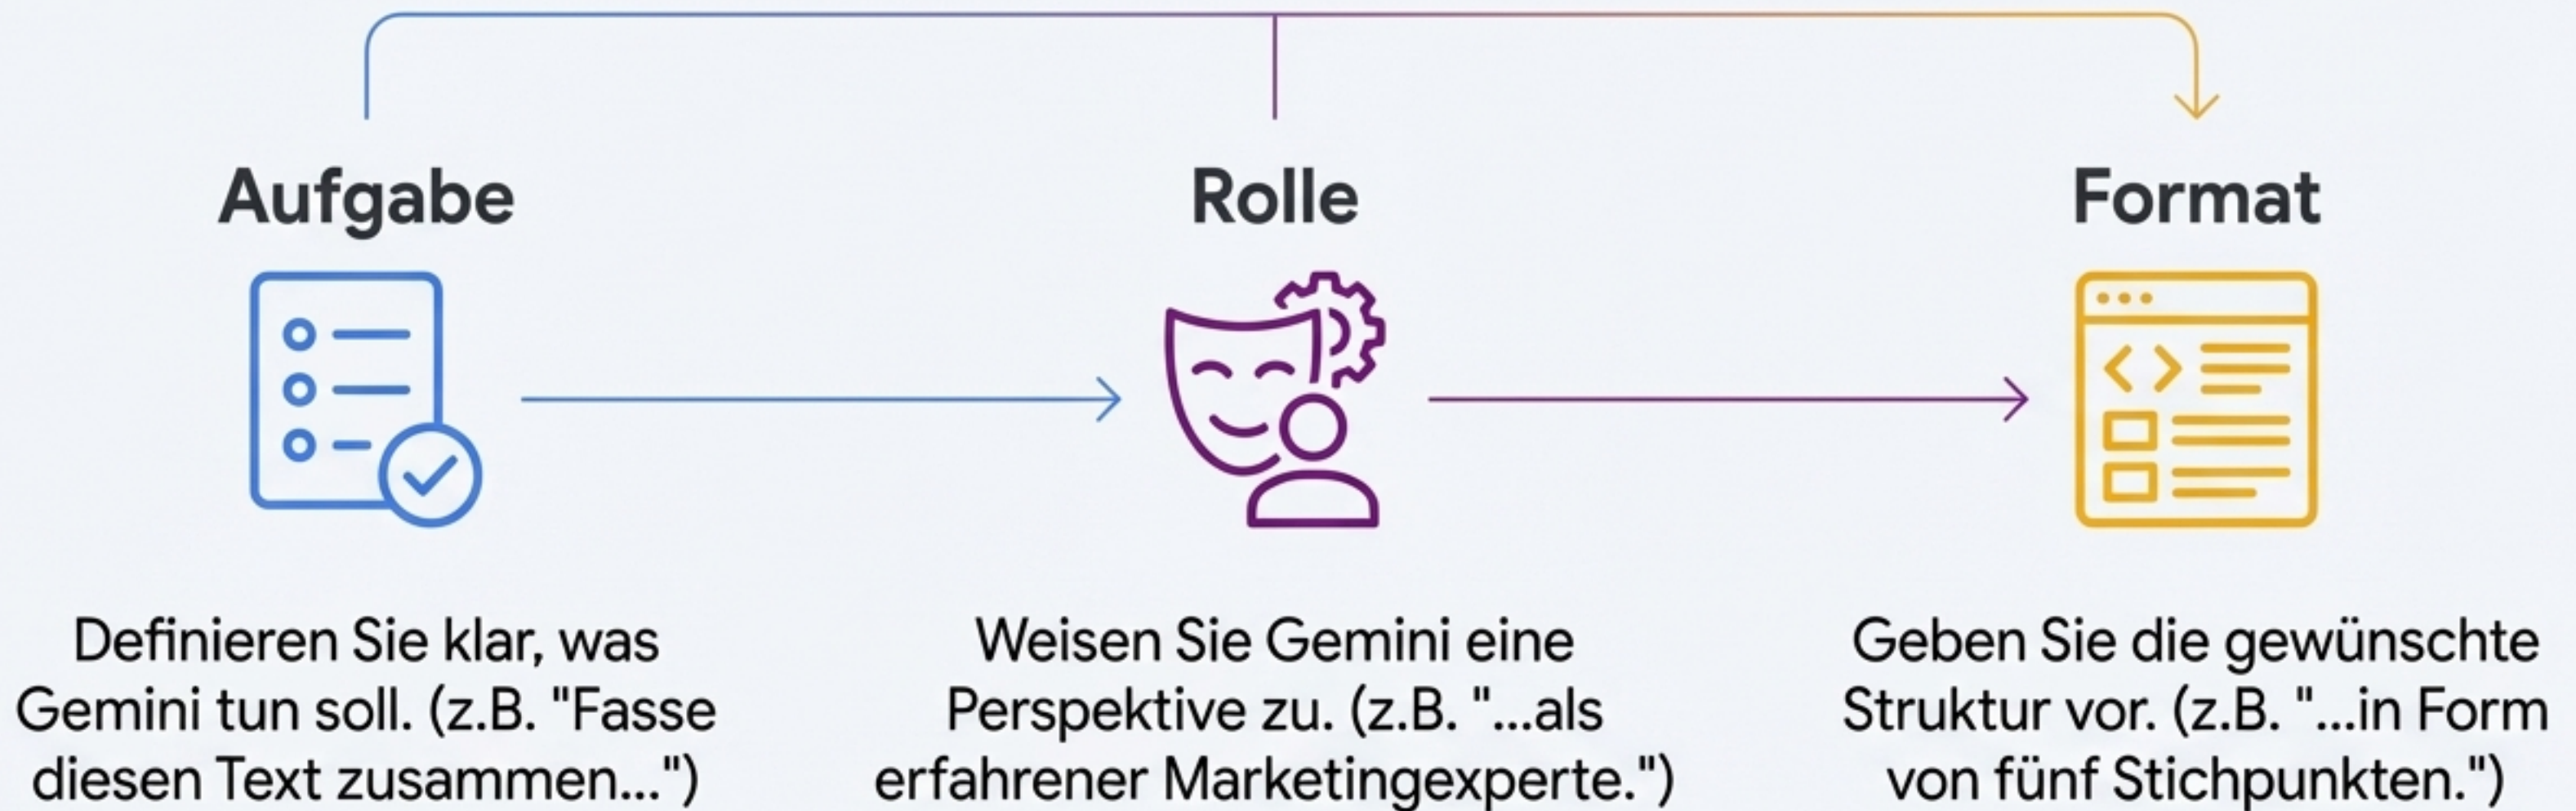 Aufgabe
Rolle
Format
Definieren Sie klar, was
Gemini tun soll. (z.B. "Fasse
diesen Text zusammen...")
Weisen Sie Gemini eine
Perspektive zu. (z.B. "...als
erfahrener Marketingexperte.")
Geben Sie die gewünschte
Struktur vor. (z.B. "...in Form
von fünf Stichpunkten.")